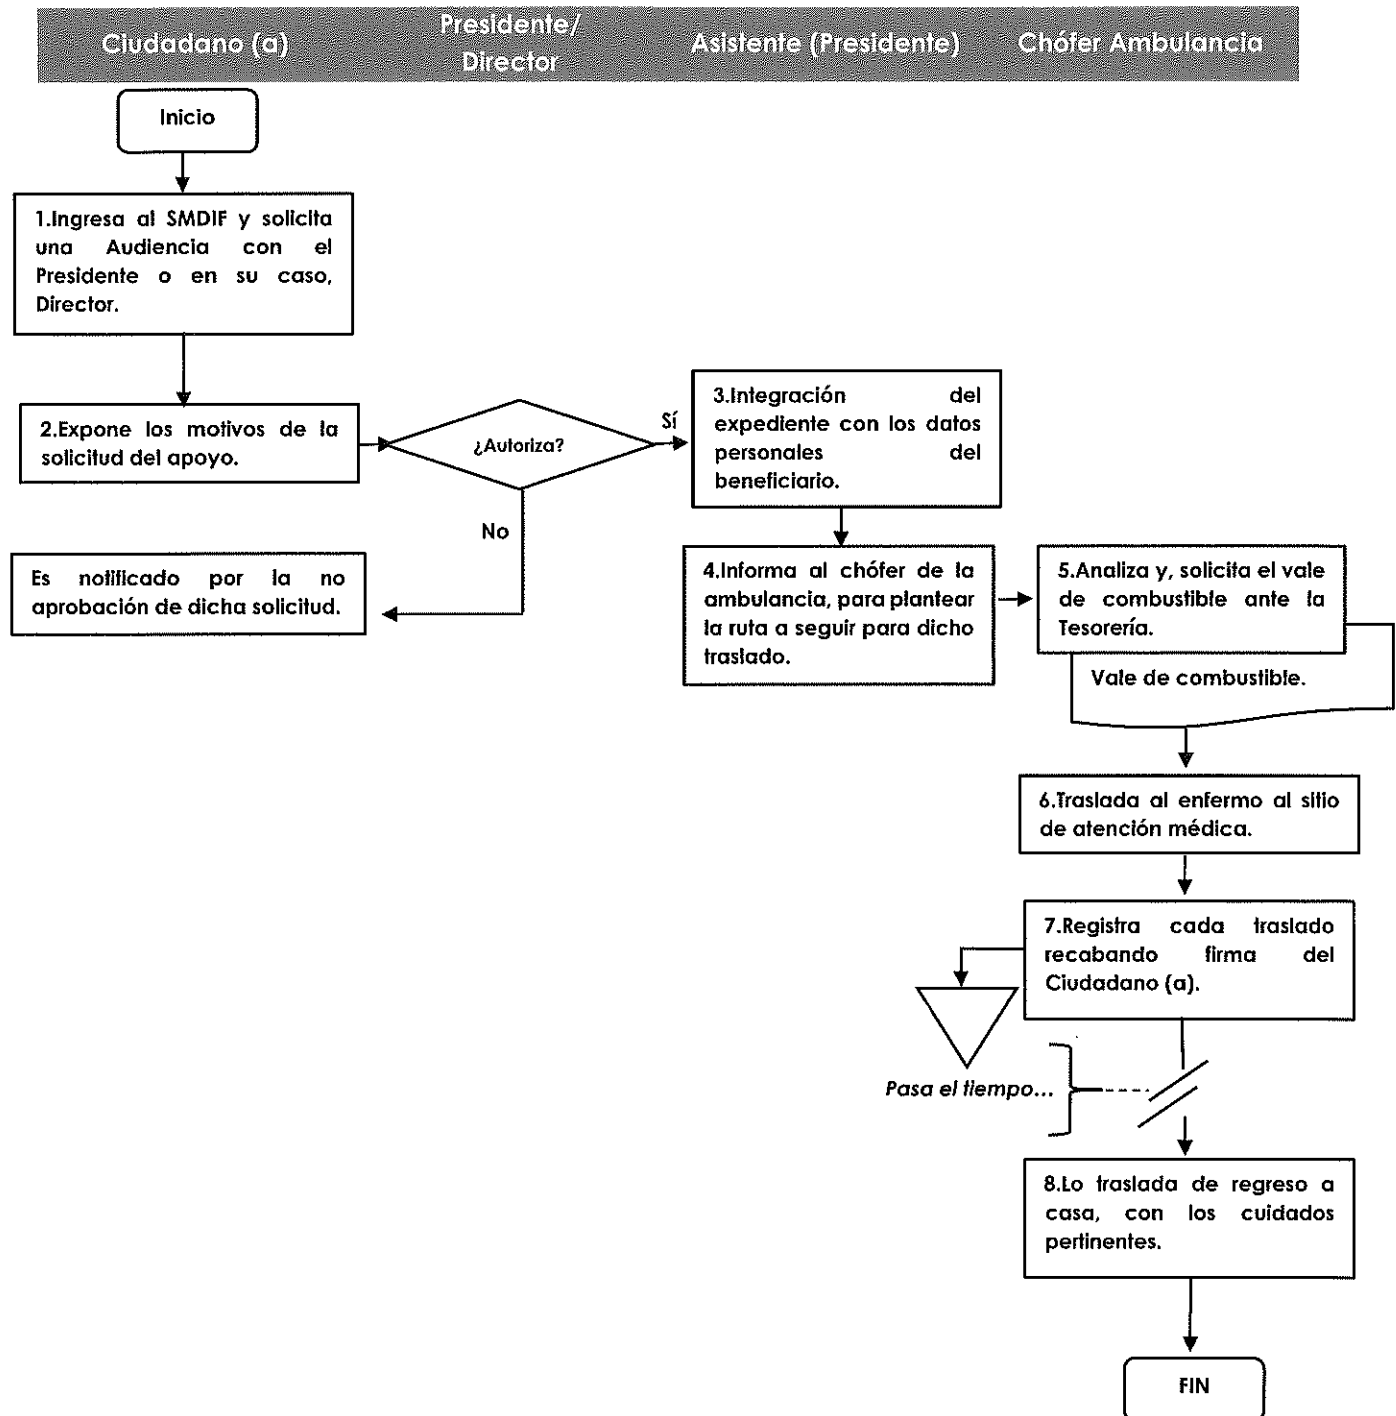 Ciudadano (a)
Presidente/
Director
Asistente (Presidente)
Chófer Ambulancia
Inicio
1.Ingresa al SMDIF y solicita
una Audiencia con el
Presidente o en su caso,
Director.
2.Expone los motivos de la
solicitud del apoyo.
¿Autoriza?
Sí
No
Es notificado por la no
aprobación de dicha solicitud.
3.Integración del
expediente con los datos
personales del
beneficiario.
4.Informa al chófer de la
ambulancia, para plantear
la ruta a seguir para dicho
traslado.
5.Analiza y, solicita el vale
de combustible ante la
Tesorería.
Vale de combustible.
6.Traslada al enfermo al sitio
de atención médica.
7.Registra cada traslado
recabando firma del
Ciudadano (a).
Pasa el tiempo...
8.Lo traslada de regreso a
casa, con los cuidados
pertinentes.
FIN